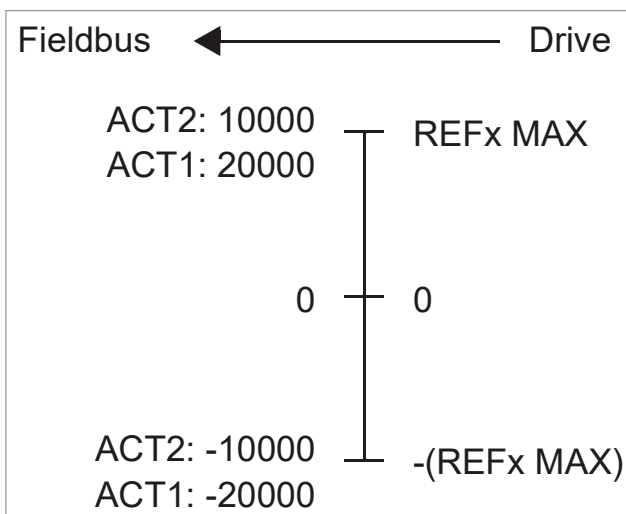 Fieldbus Drive
ACT2: 10000
ACT1: 20000
REFx MAX
0 0
ACT2: -10000
ACT1: -20000
-(REFx MAX)